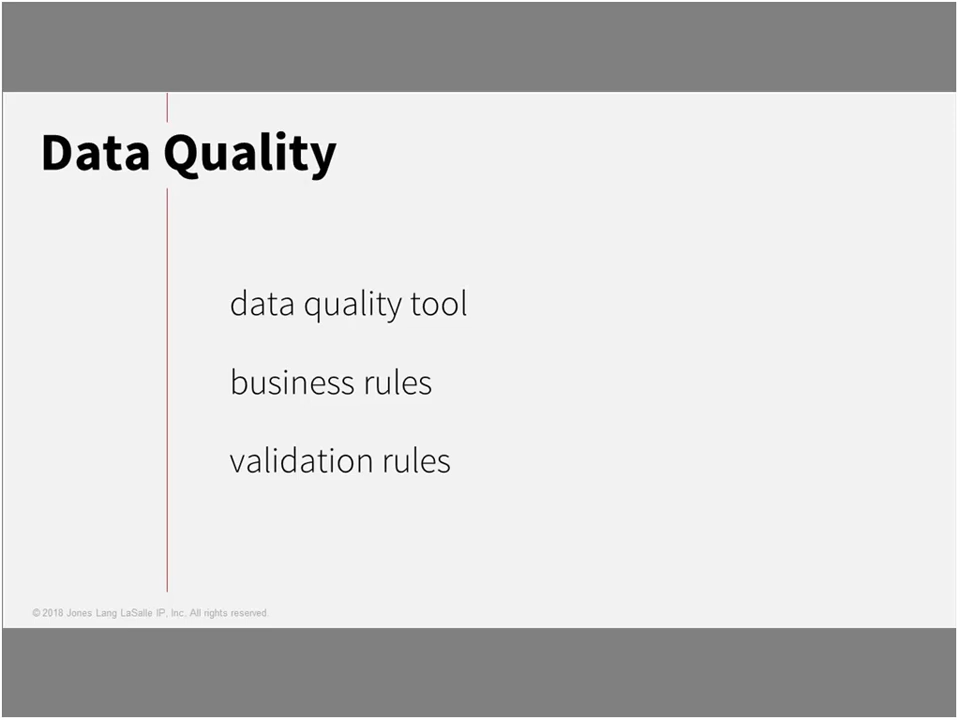 Data Quality
data quality tool
business rules
validation rules
© 2018 Jones Lang LaSalle IP, Inc. All rights reserved.